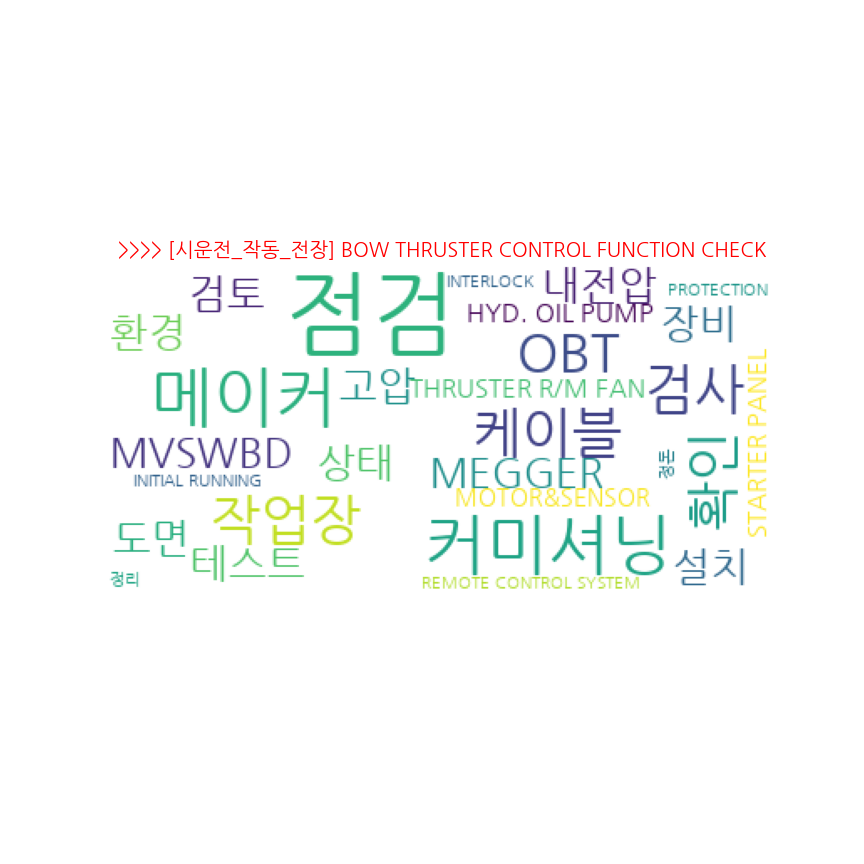 >>>> [시운전_작동_전장] BOW THRUSTER CONTROL FUNCTION CHECK
검토
점검
INTERLOCK
내전압
PROTECTION
환경
HYD. OIL PUMP
장비
OBT
메이커
고압
THRUSTER R/M FAN
검사
STARTER PANEL
케이블
MVSWBD
상태
MEGGER
정돈
확인
INITIAL RUNNING
MOTOR&SENSOR
작업장
도면
커미셔닝
테스트
설치
정리
REMOTE CONTROL SYSTEM